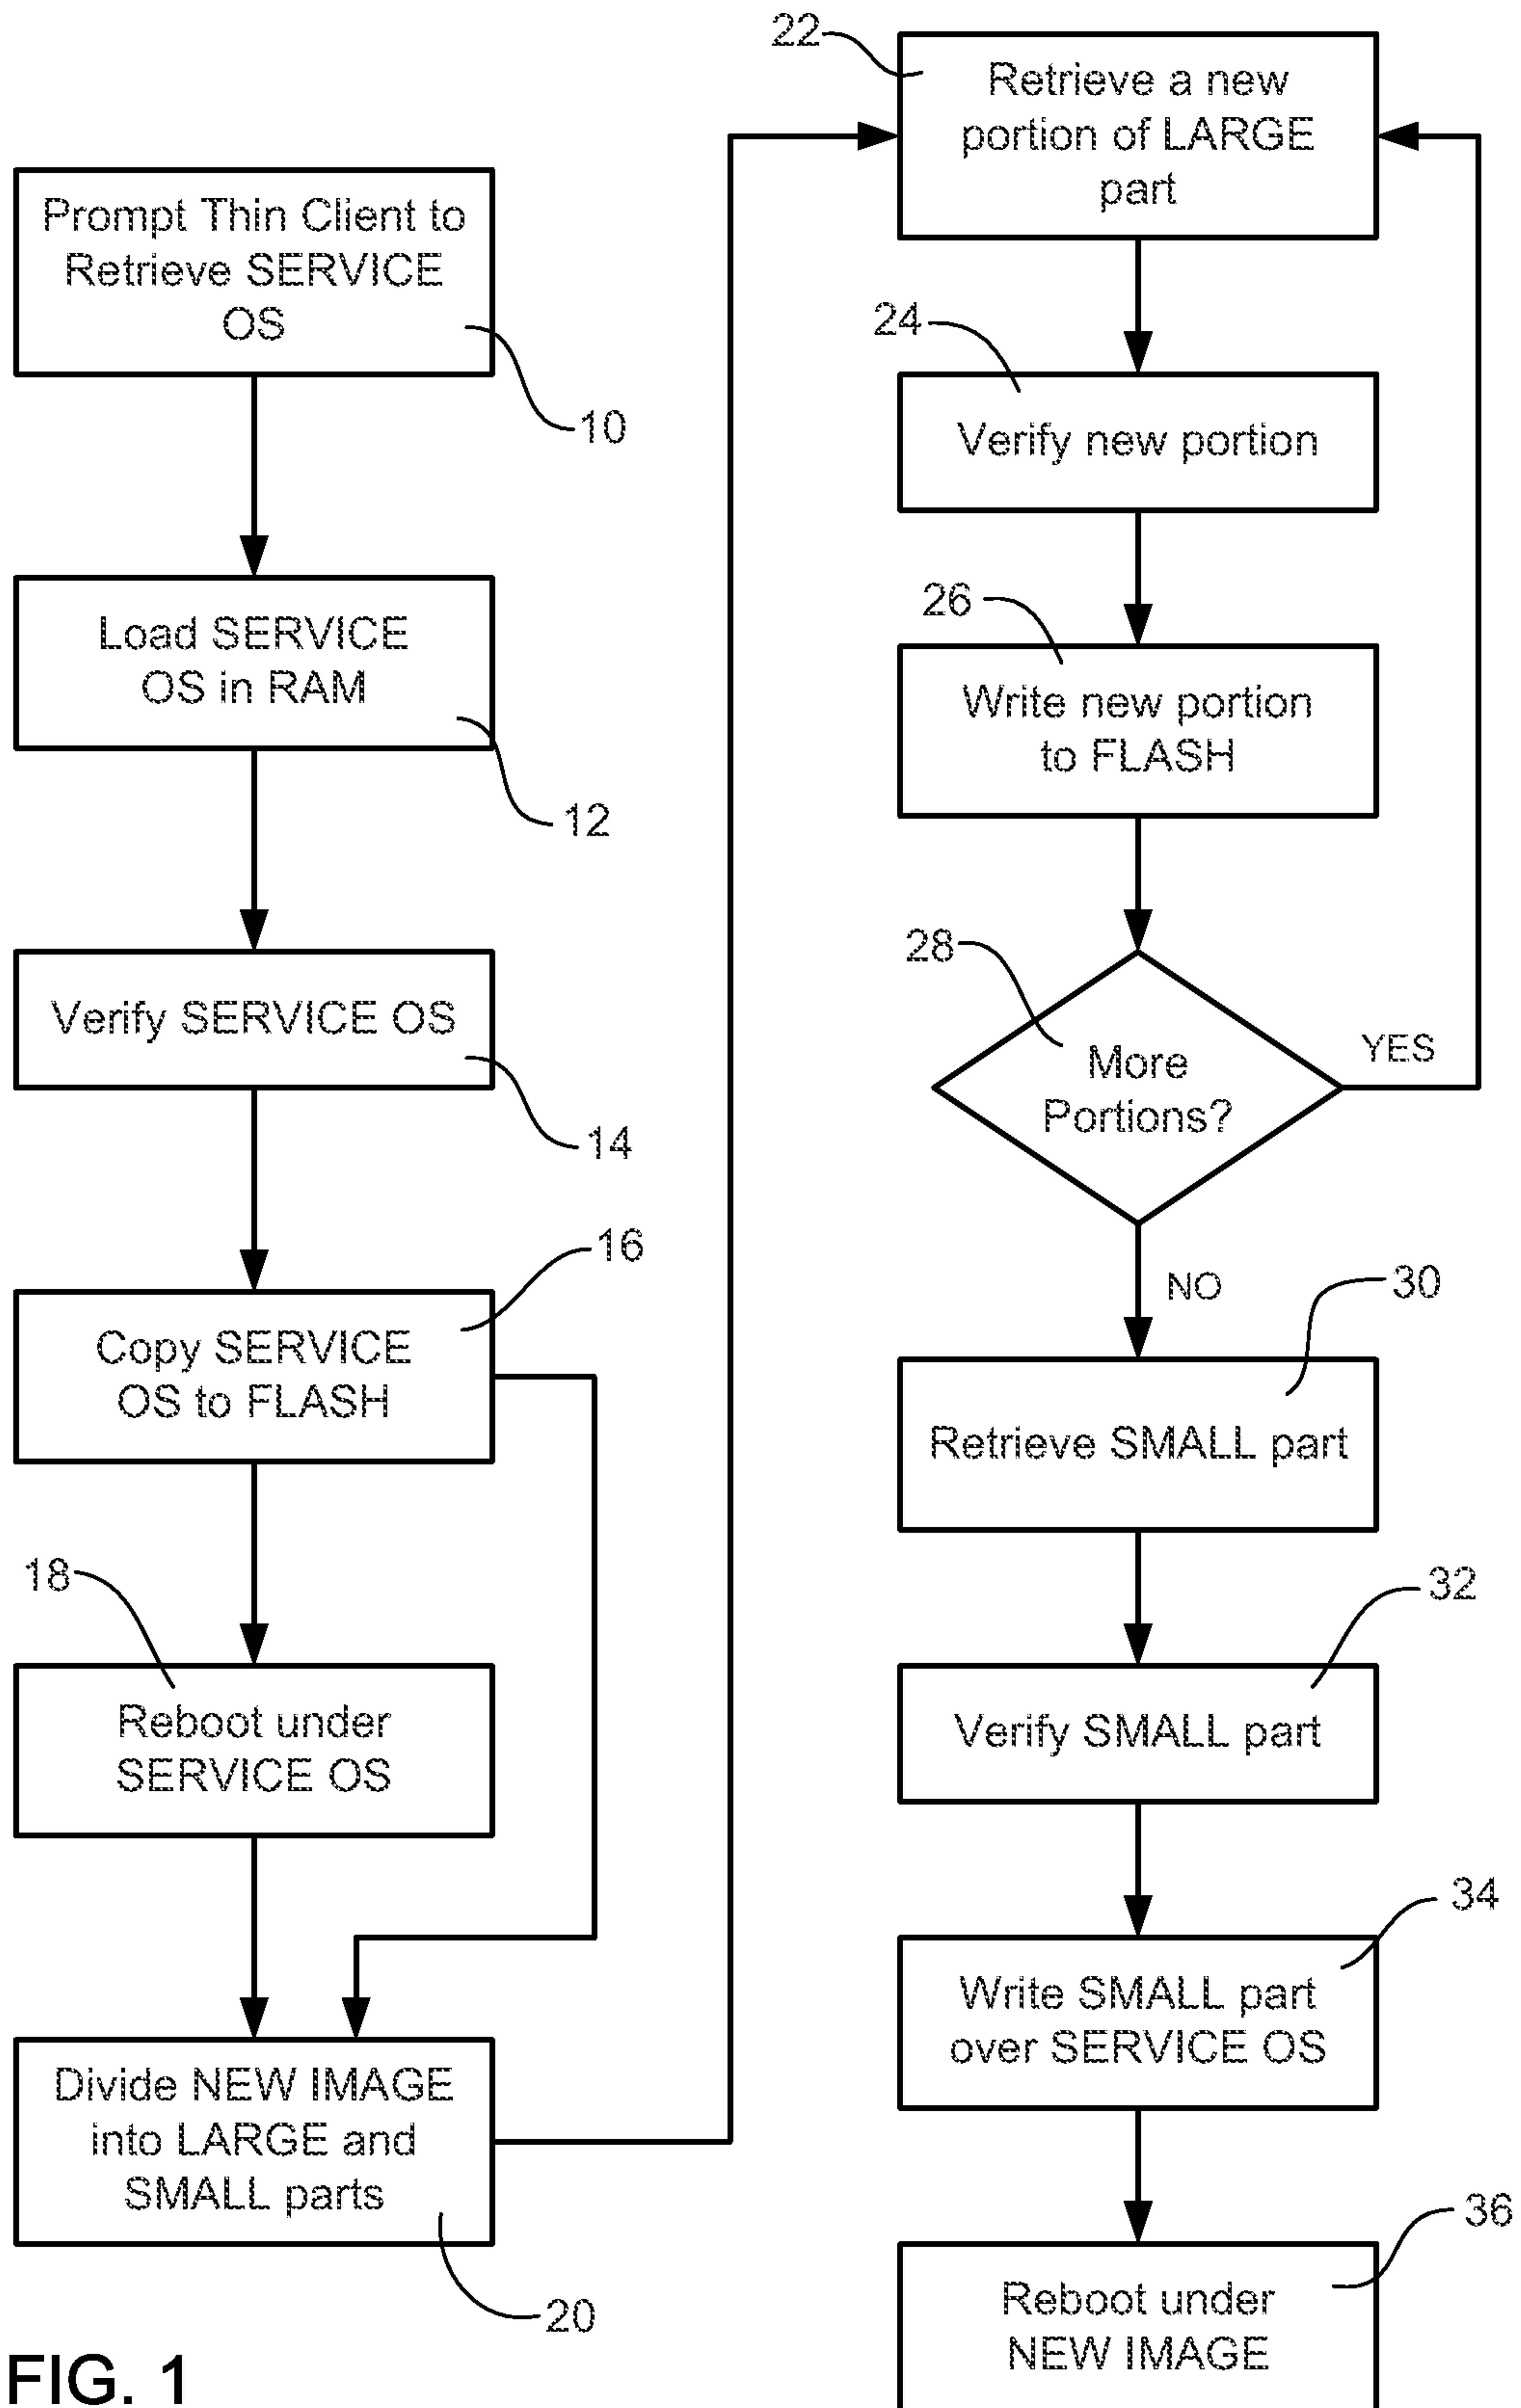 Prompt Thin Client to
Retrieve SERVICE
OS
10
Load SERVICE
OS in RAM
12
Verify SERVICE OS
14
16
Copy SERVICE
OS to FLASH
18
Reboot under
SERVICE OS
Divide NEW IMAGE
into LARGE and
SMALL parts
20
22
Retrieve a new
portion of LARGE
part
24
Verify new portion
26
Write new portion
to FLASH
28
More
Portions?
YES
NO
30
Retrieve SMALL part
32
Verify SMALL part
34
Write SMALL part
over SERVICE OS
36
Reboot under
NEW IMAGE
FIG. 1